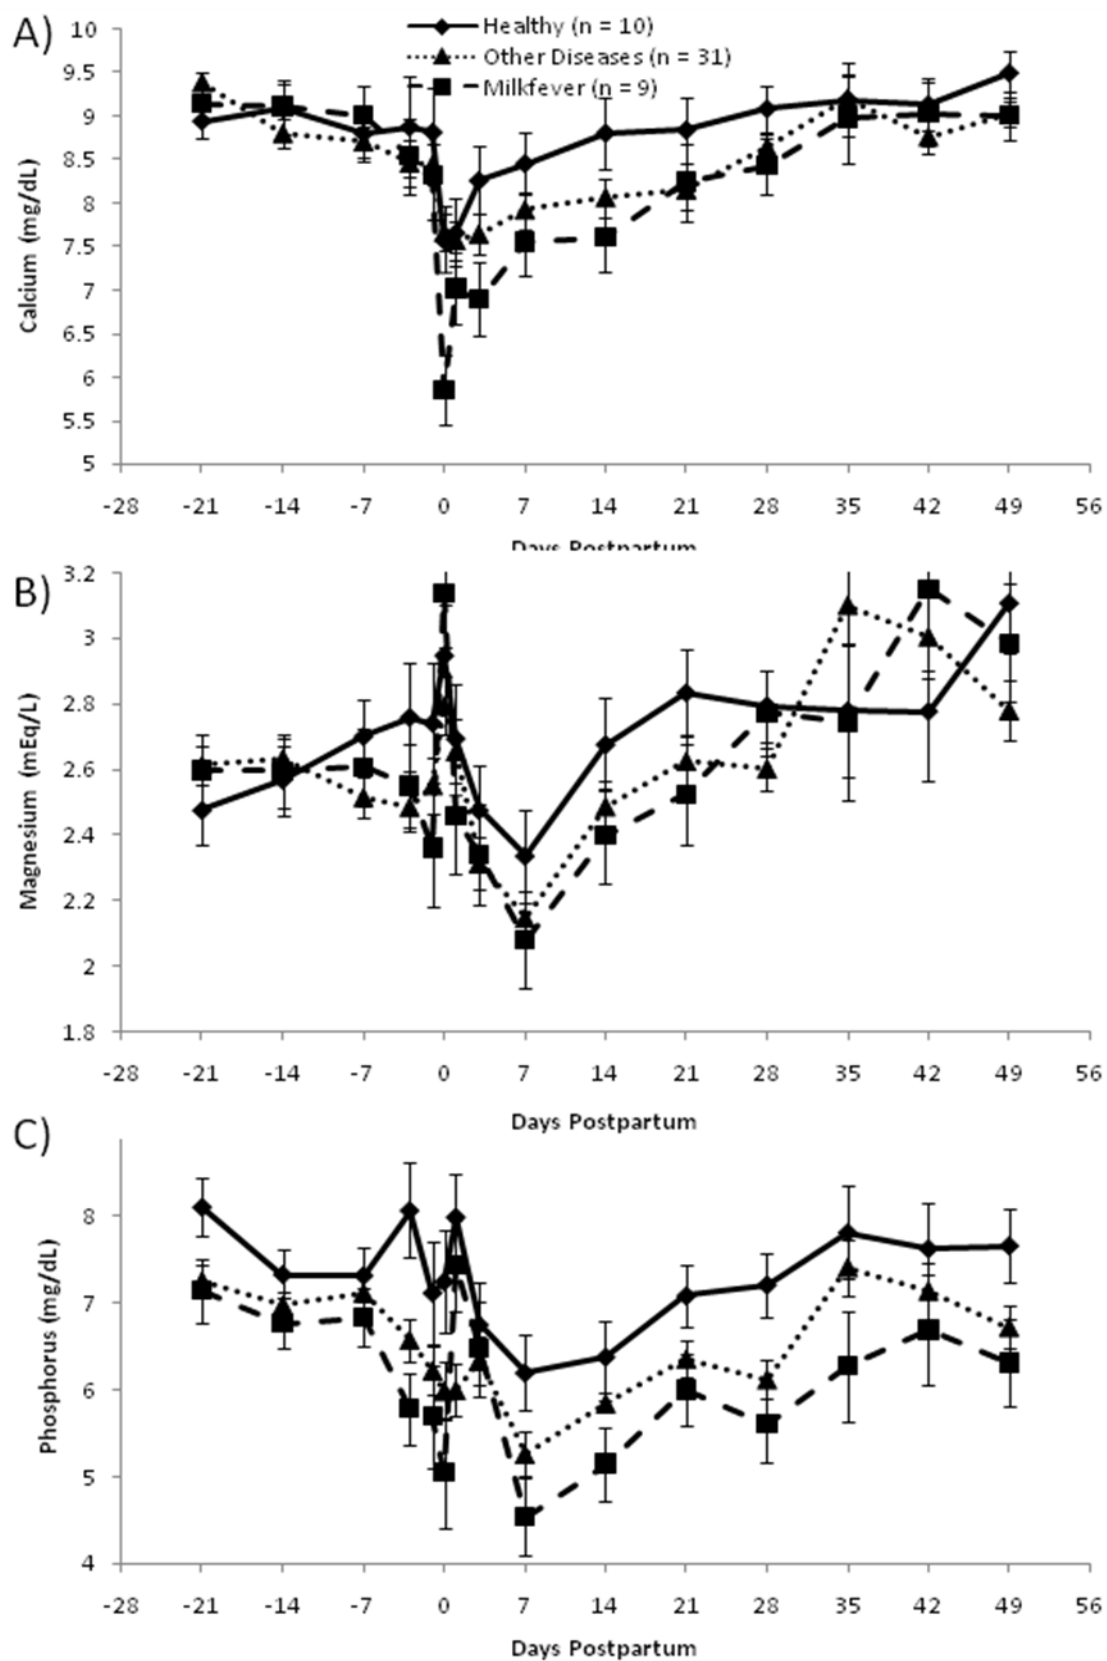 A)
Healthy (n = 10)
Other Diseases (n = 31)
Milkfever (n = 9)
Calcium (mg/dL)
10
9.5
9
8.5
8
7.5
7
6.5
6
5.5
5
-28 -21 -14 -7 0 7 14 21 28 35 42 49 56
Days Postpartum
B)
Magnesium (mEq/L)
3.2
3
2.8
2.6
2.4
2.2
2
1.8
-28 -21 -14 -7 0 7 14 21 28 35 42 49 56
Days Postpartum
C)
Phosphorus (mg/dL)
8
7
6
5
4
-28 -21 -14 -7 0 7 14 21 28 35 42 49 56
Days Postpartum